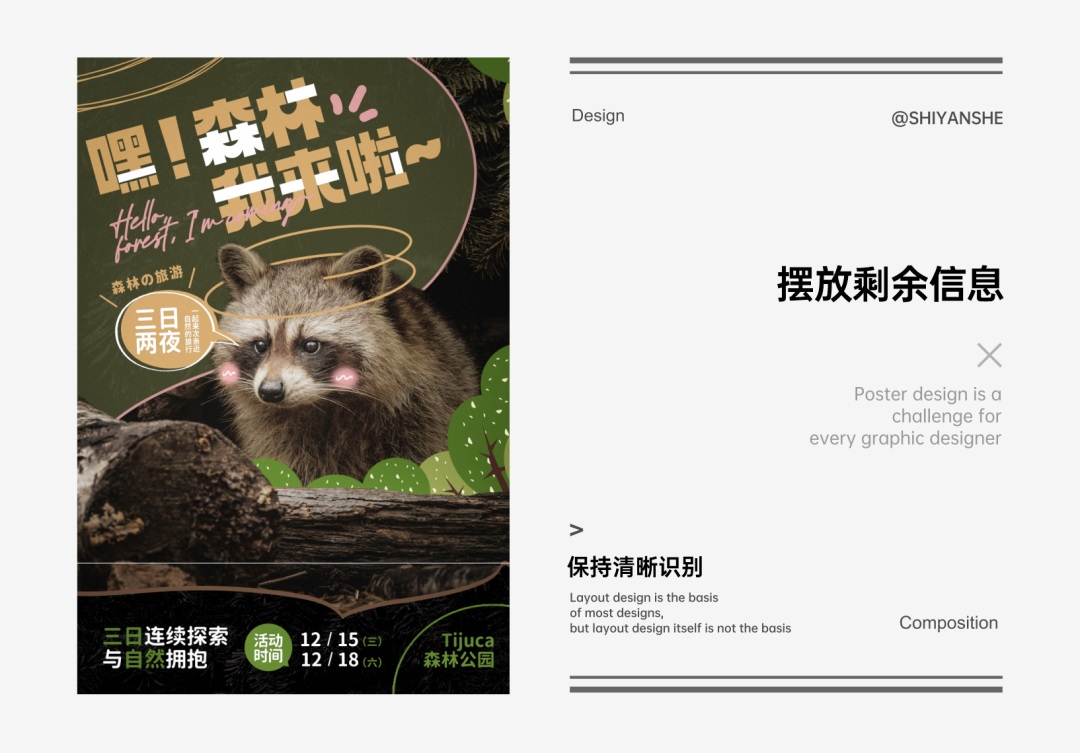 嘿！森林
我来啦~
Hello,
forest, I'm coming
森林の旅游
三日
两夜
一起来次亲近
自然的旅行
三日连续探索
与自然拥抱
活动
时间
12 / 15 (三)
12 / 18 (六)
Tijuca
森林公园
Design
@SHIYANSHE
摆放剩余信息
Poster design is a
challenge for
every graphic designer
>
保持清晰识别
Layout design is the basis
of most designs,
but layout design itself is not the basis
Composition